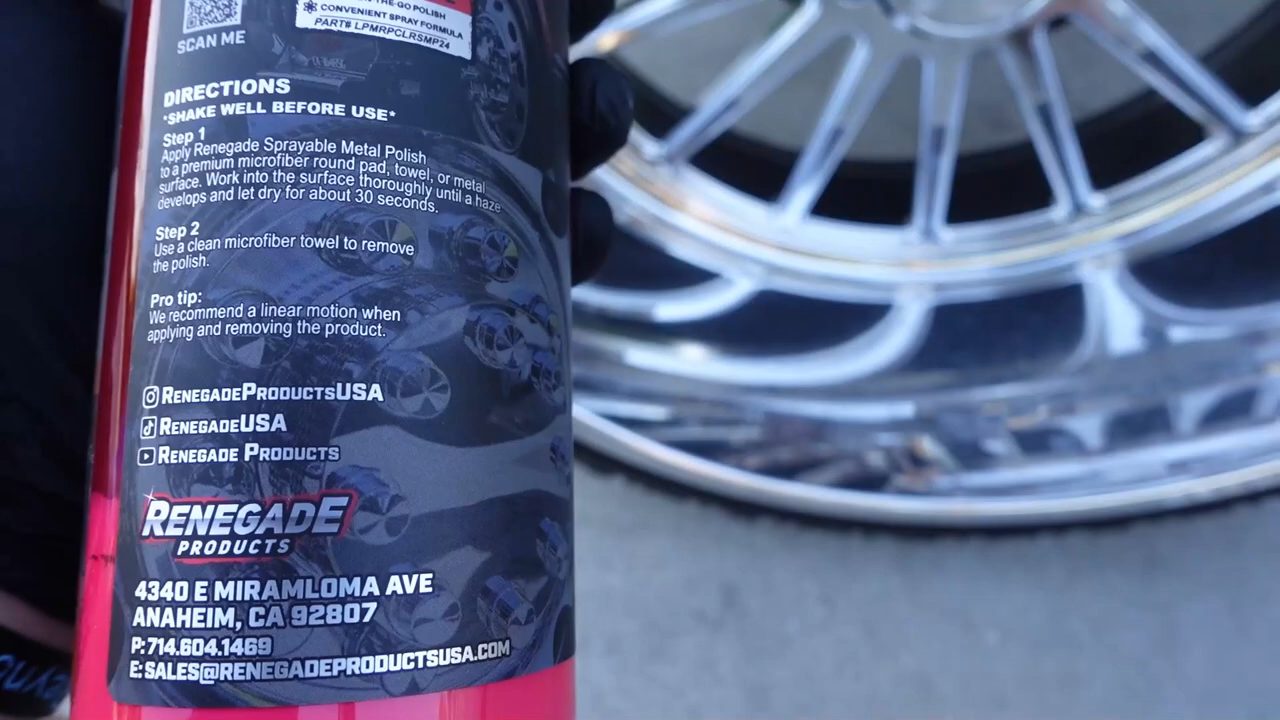 THE-GO POLISH
CONVENIENT SPRAY FORMULA
PART# LPMRPCLRSMP24
SCAN ME
DIRECTIONS
*SHAKE WELL BEFORE USE*
Step 1
Apply Renegade Sprayable Metal Polish
to a premium microfiber round pad, towel, or metal
surface. Work into the surface thoroughly until a haze
develops and let dry for about 30 seconds.
Step 2
Use a clean microfiber towel to remove
the polish.
Pro tip:
We recommend a linear motion when
applying and removing the product.
RENEGADEPRODUCTSUSA
RENEGADEUSA
RENEGADE PRODUCTS
RENEGADE
PRODUCTS
4340 E MIRAMLOMA AVE
ANAHEIM, CA 92807
P:714.604.1469
E:SALES@RENEGADEPRODUCTSUSA.COM